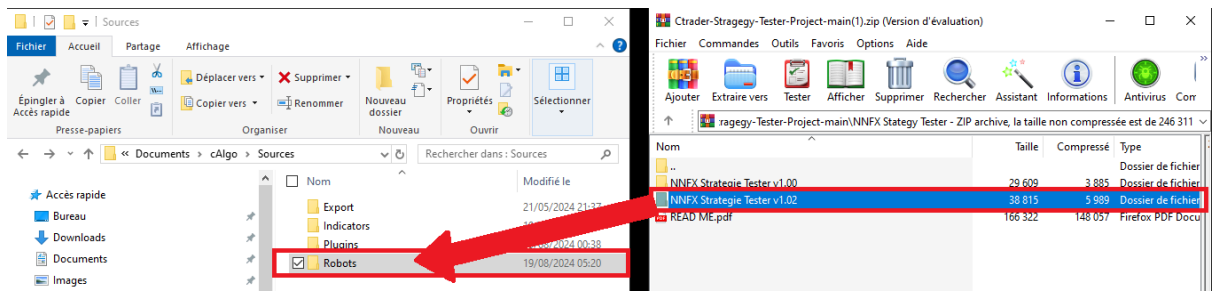 Sources
Fichier Accueil Partage Affichage
Épingler à Accès rapide
Copier
Coller
Déplacer vers
Copier vers
Supprimer
Renommer
Nouveau dossier
Propriétés
Sélectionner
Presse-papiers Organiser Nouveau Ouvrir
« Documents > cAlgo > Sources
Rechercher dans : Sources
Accès rapide
Bureau
Downloads
Documents
Images
Nom Modifié le
Export 21/05/2024 21:37
Indicators
Plugins 00:38
Robots 19/08/2024 05:20
Ctrader-Stragegy-Tester-Project-main(1).zip (Version d'évaluation)
Fichier Commandes Outils Favoris Options Aide
Ajouter Extraire vers Tester Afficher Supprimer Rechercher Assistant Informations Antivirus Com
ragegy-Tester-Project-main\NNFX Stategy Tester - ZIP archive, la taille non compressée est de 246 311
Nom Taille Compressé Type
.. Dossier de fichier
NNFX Strategie Tester v1.00 29 609 3 885 Dossier de fichier
NNFX Strategie Tester v1.02 38 815 5 989 Dossier de fichier
READ ME.pdf 166 322 148 057 Firefox PDF Docu